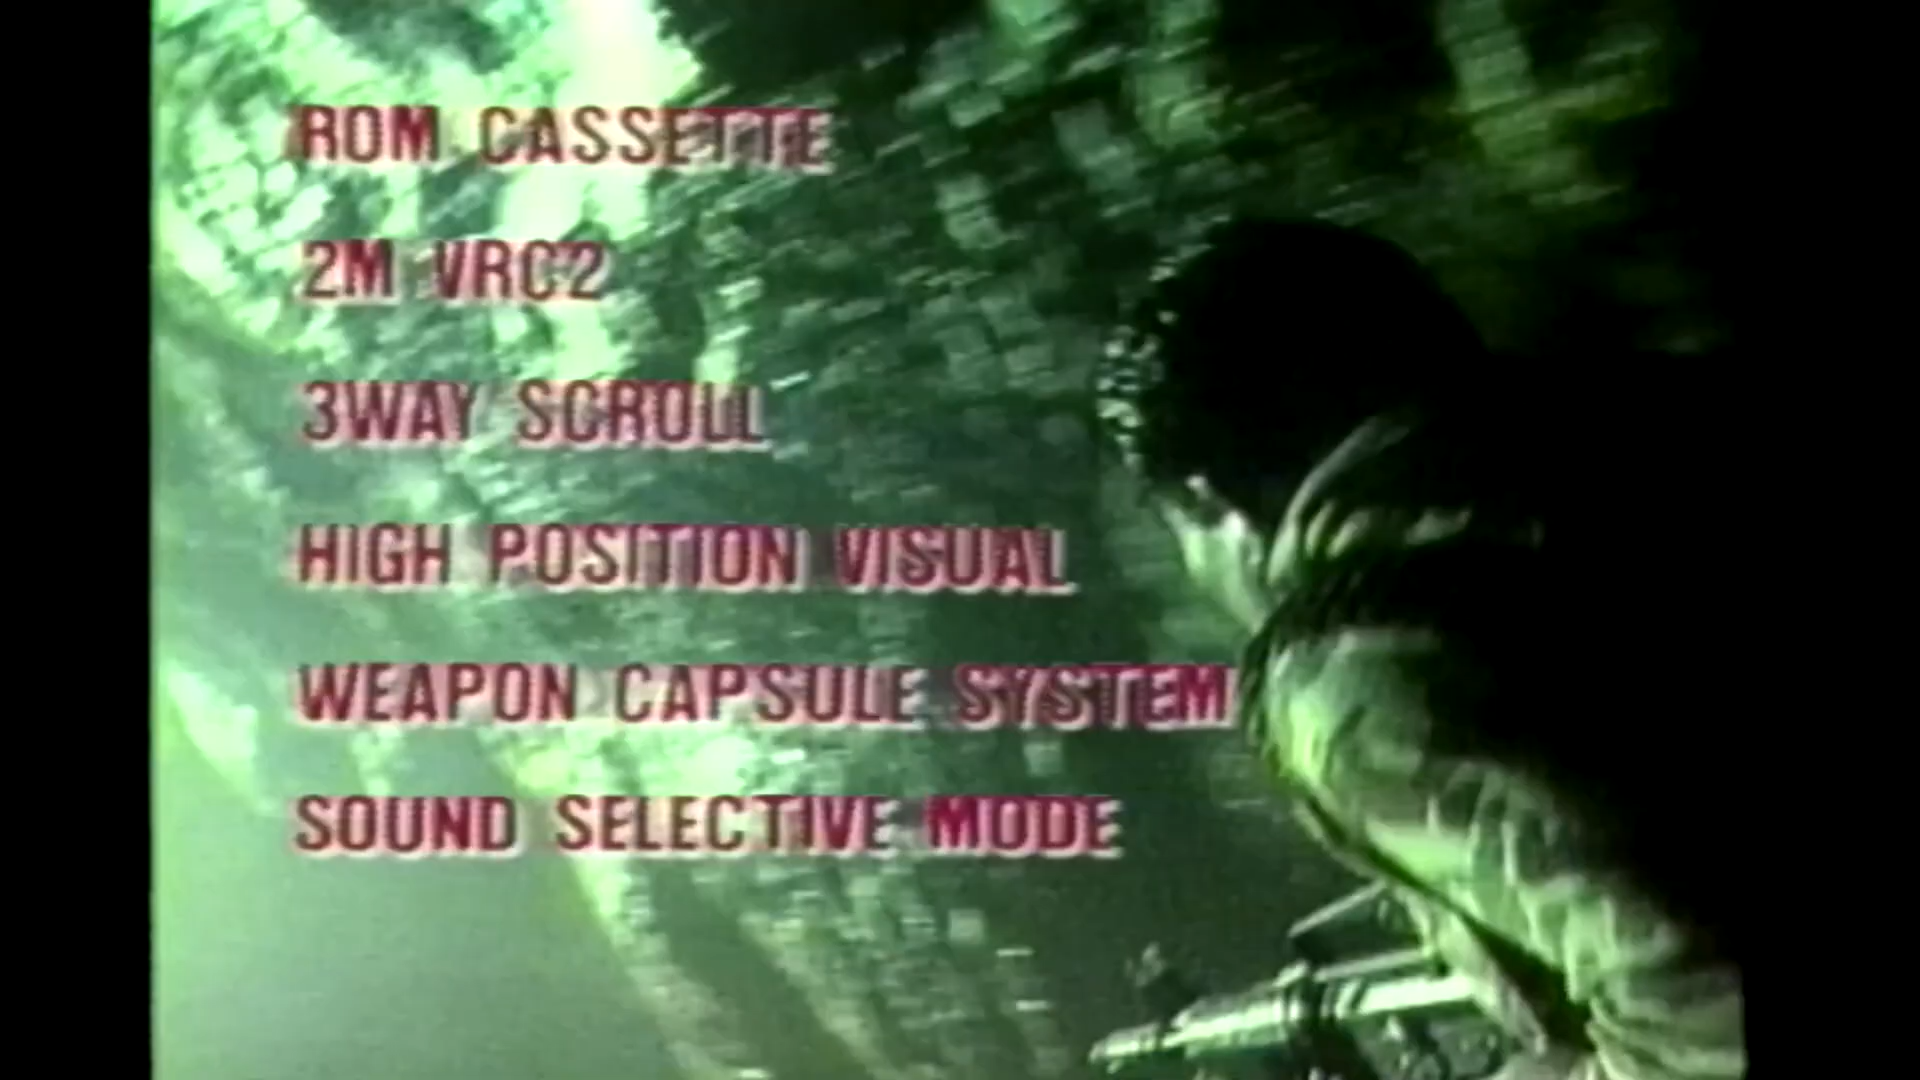 ROM CASSETTE
2M VRC2
3WAY SCROLL
HIGH POSITION VISUAL
WEAPON CAPSULE SYSTEM
SOUND SELECTIVE MODE